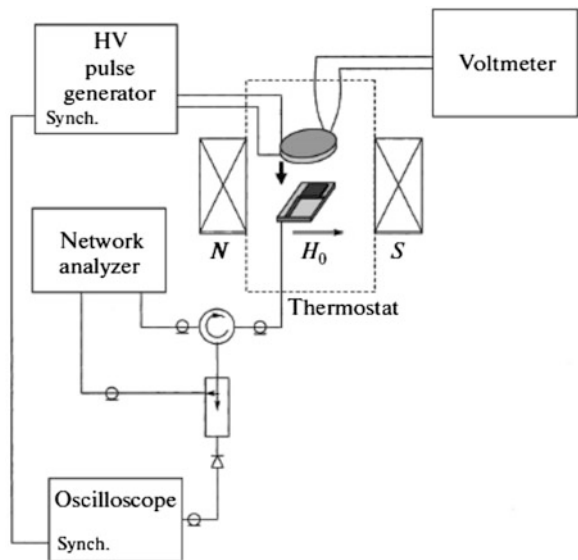 HV
pulse
generator
Synch.
Voltmeter
Network
analyzer
N
H₀
S
Thermostat
Oscilloscope
Synch.